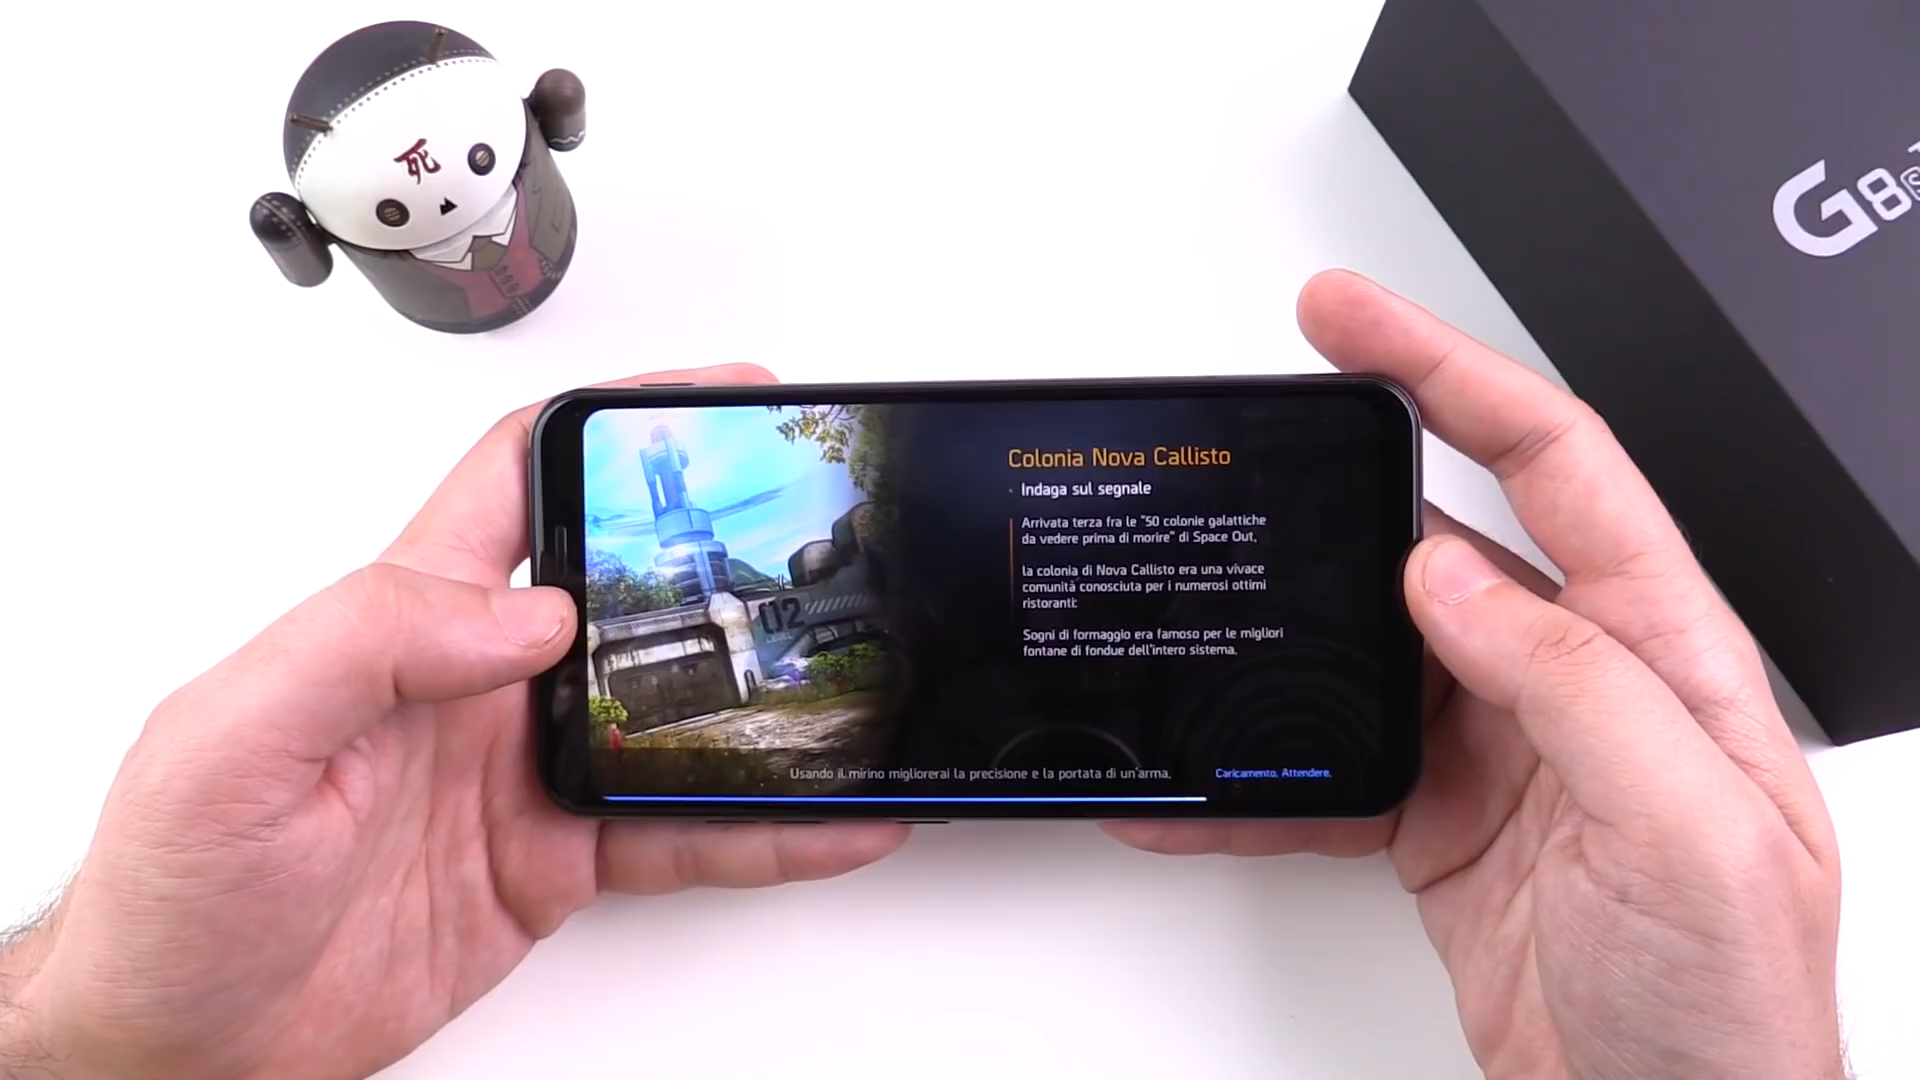 死
G8
Colonia Nova Callisto
Indaga sul segnale
Arrivata terza fra le "50 colonie galattiche
da vedere prima di morire" di Space Out,
la colonia di Nova Callisto era una vivace
comunità conosciuta per i numerosi ottimi
ristoranti:
Sogni di formaggio era famoso per le migliori
fontane di fondue dell'intero sistema.
02
LEVEL
Usando il mirino migliorerai la precisione e la portata di un'arma.
Caricamento. Attendere.